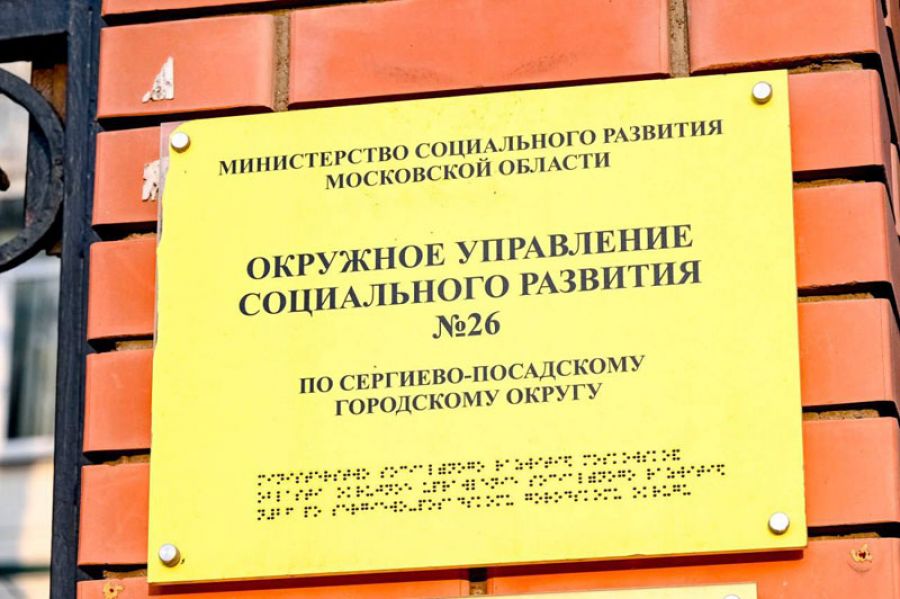 МИНИСТЕРСТВО СОЦИАЛЬНОГО РАЗВИТИЯ
МОСКОВСКОЙ ОБЛАСТИ
ОКРУЖНОЕ УПРАВЛЕНИЕ
СОЦИАЛЬНОГО РАЗВИТИЯ
№26
ПО СЕРГИЕВО-ПОСАДСКОМУ
ГОРОДСКОМУ ОКРУГУ